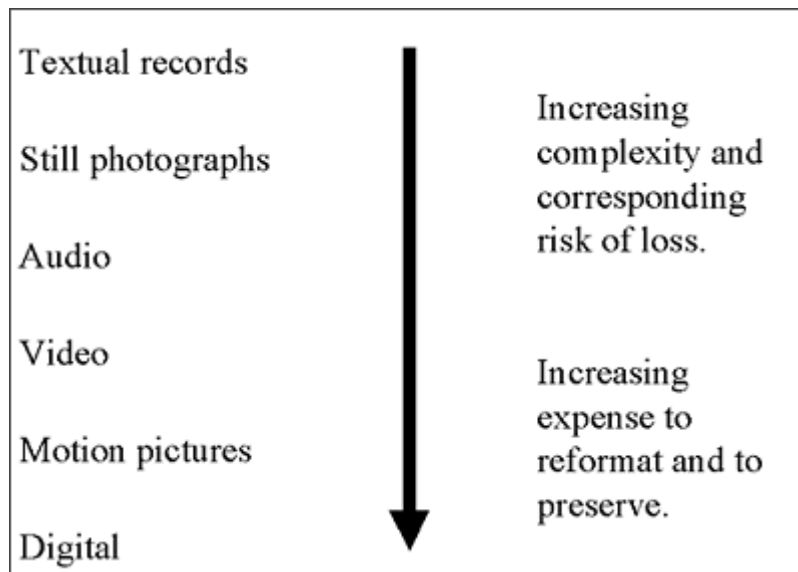 Textual records
Still photographs
Audio
Video
Motion pictures
Digital
Increasing
complexity and
corresponding
risk of loss.
Increasing
expense to
reformat and to
preserve.